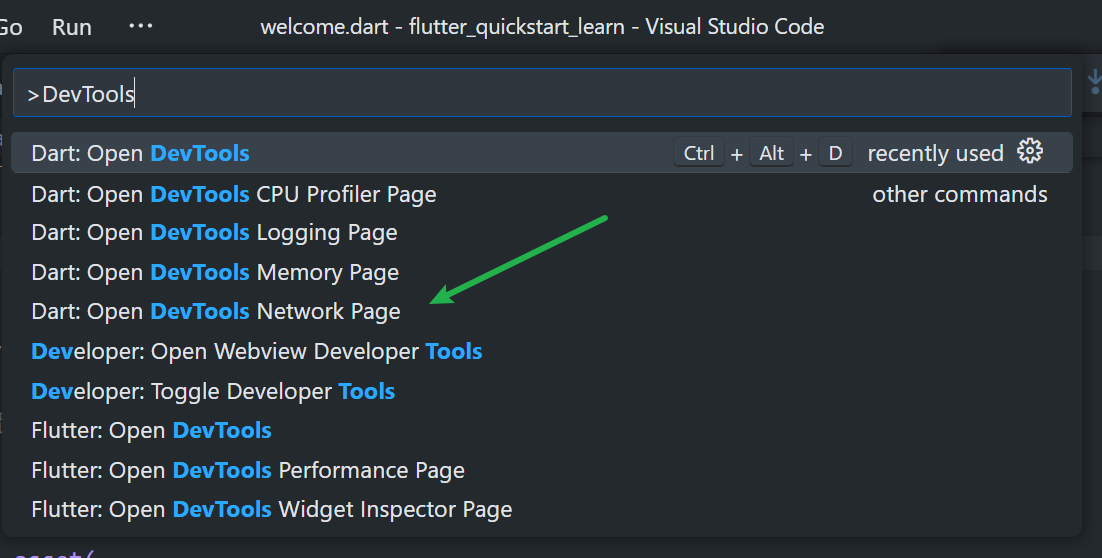 Go Run ··· welcome.dart - flutter_quickstart_learn - Visual Studio Code
>DevTools
Dart: Open DevTools Ctrl + Alt + D recently used
Dart: Open DevTools CPU Profiler Page other commands
Dart: Open DevTools Logging Page
Dart: Open DevTools Memory Page
Dart: Open DevTools Network Page
Developer: Open Webview Developer Tools
Developer: Toggle Developer Tools
Flutter: Open DevTools
Flutter: Open DevTools Performance Page
Flutter: Open DevTools Widget Inspector Page
asset(